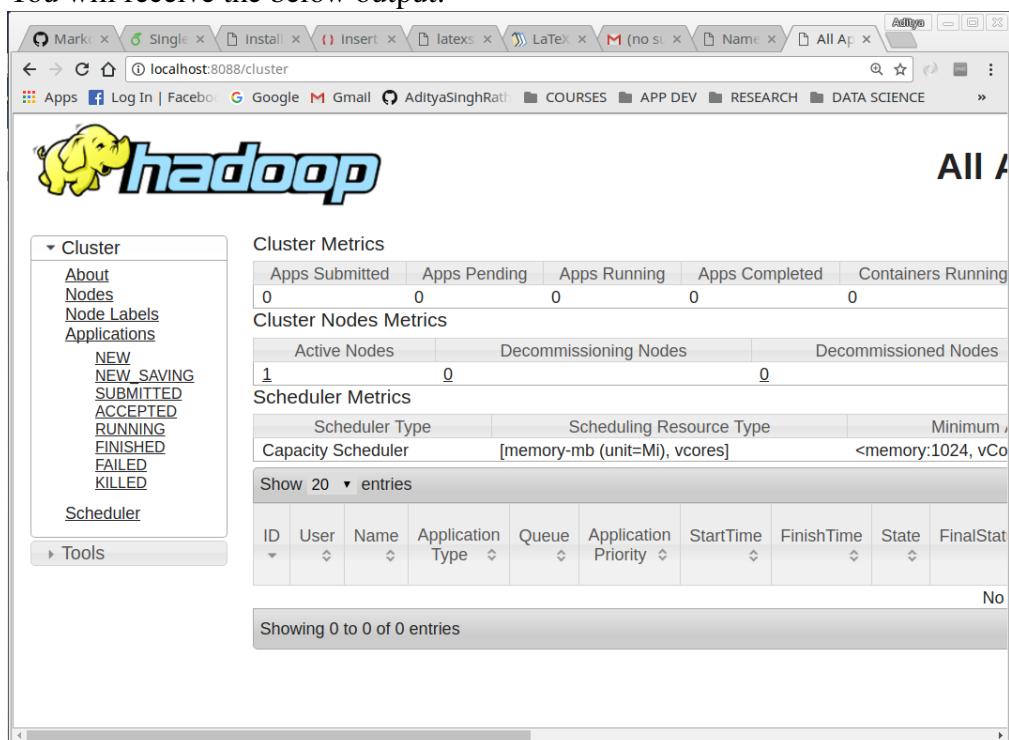 You will receive the below output.
Aditya
Marko Single Install Insert latexs LaTeX M (no su Name All Ap
localhost:8088/cluster
Apps Log In | Facebo Google Gmail AdityaSinghRath COURSES APP DEV RESEARCH DATA SCIENCE »
hadoop
All A
Cluster
About
Nodes
Node Labels
Applications
NEW
NEW_SAVING
SUBMITTED
ACCEPTED
RUNNING
FINISHED
FAILED
KILLED
Scheduler
Tools
Cluster Metrics
Apps Submitted Apps Pending Apps Running Apps Completed Containers Running
0 0 0 0 0
Cluster Nodes Metrics
Active Nodes Decommissioning Nodes Decommissioned Nodes
1 0 0
Scheduler Metrics
Scheduler Type Scheduling Resource Type Minimum A
Capacity Scheduler [memory-mb (unit=Mi), vcores] <memory:1024, vCo
Show 20 entries
ID User Name Application Type Queue Application Priority StartTime FinishTime State FinalStat
No
Showing 0 to 0 of 0 entries